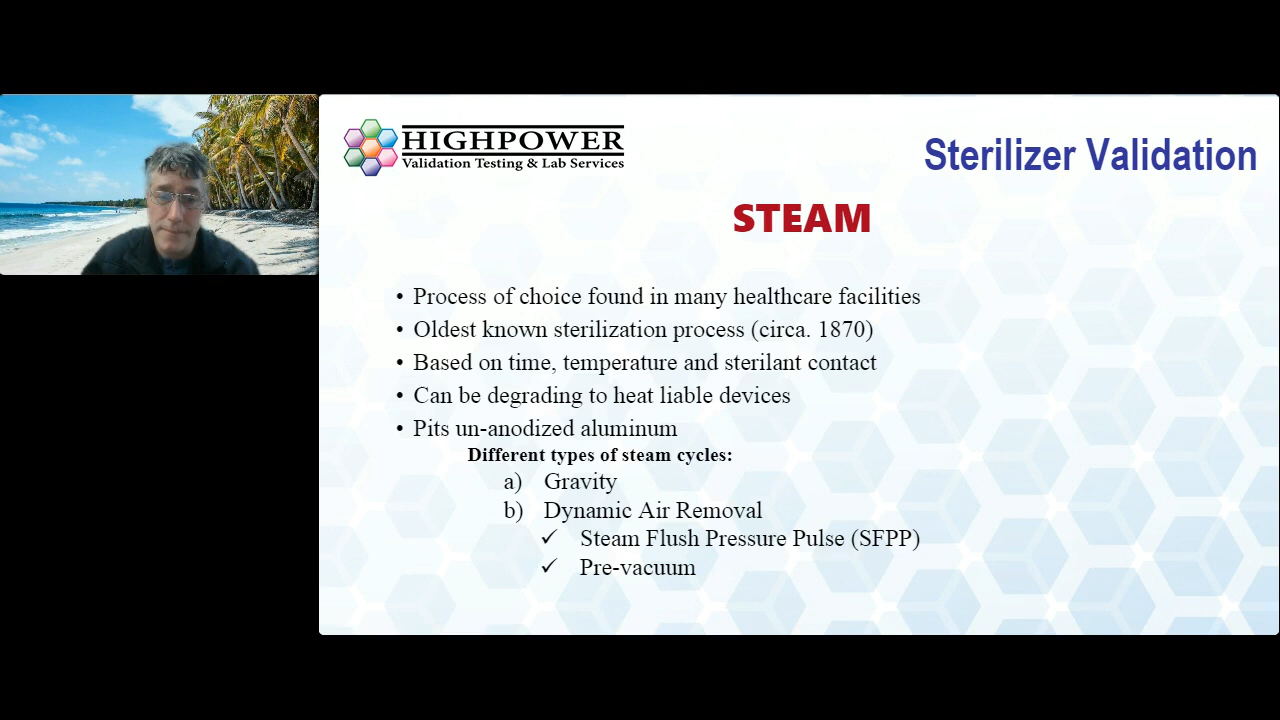 HIGHPOWER
Validation Testing & Lab Services
Sterilizer Validation
STEAM
• Process of choice found in many healthcare facilities
• Oldest known sterilization process (circa. 1870)
• Based on time, temperature and sterilant contact
• Can be degrading to heat liable devices
• Pits un-anodized aluminum
Different types of steam cycles:
a) Gravity
b) Dynamic Air Removal
✓ Steam Flush Pressure Pulse (SFPP)
✓ Pre-vacuum